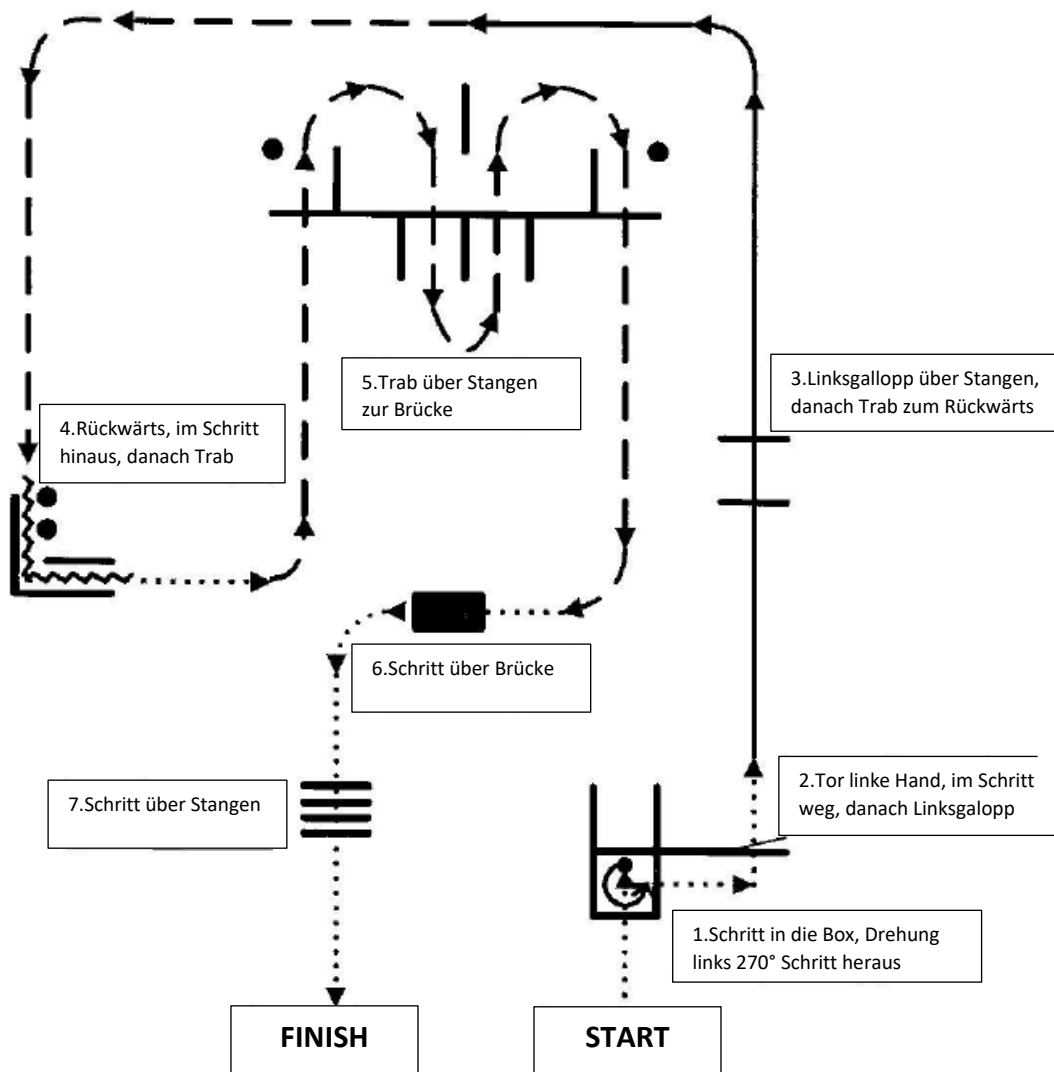 5.Trab über Stangen
zur Brücke
3.Linksgallopp über Stangen,
danach Trab zum Rückwärts
4.Rückwärts, im Schritt
hinaus, danach Trab
6.Schritt über Brücke
7.Schritt über Stangen
2.Tor linke Hand, im Schritt
weg, danach Linksgalopp
1.Schritt in die Box, Drehung
links 270° Schritt heraus
FINISH
START